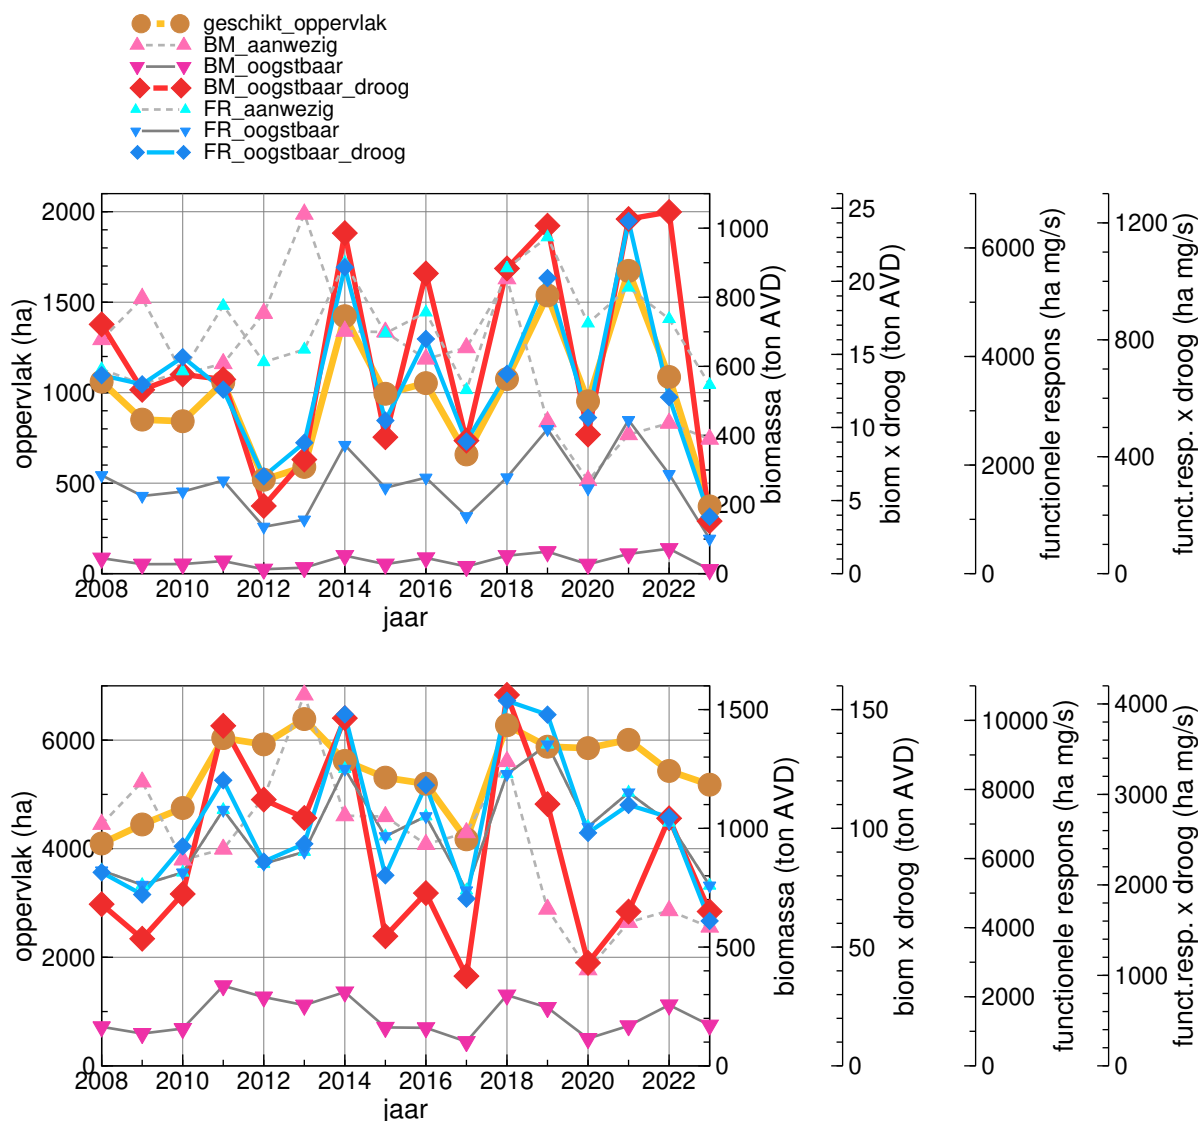 geschikt_oppervlak
BM_aanwezig
BM_oogstbaar
BM_oogstbaar_droog
FR_aanwezig
FR_oogstbaar
FR_oogstbaar_droog
2000
1500
1000
500
0
oppervlak (ha)
2008 2010 2012 2014 2016 2018 2020 2022
jaar
1000
800
600
400
200
0
biomassa (ton AVD)
25
20
15
10
5
0
biom x droog (ton AVD)
6000
4000
2000
0
functionele respons (ha mg/s)
1200
800
400
0
funct.resp. x droog (ha mg/s)
6000
4000
2000
0
oppervlak (ha)
2008 2010 2012 2014 2016 2018 2020 2022
jaar
1500
1000
500
0
biomassa (ton AVD)
150
100
50
0
biom x droog (ton AVD)
10000
8000
6000
4000
2000
0
functionele respons (ha mg/s)
4000
3000
2000
1000
0
funct.resp. x droog (ha mg/s)